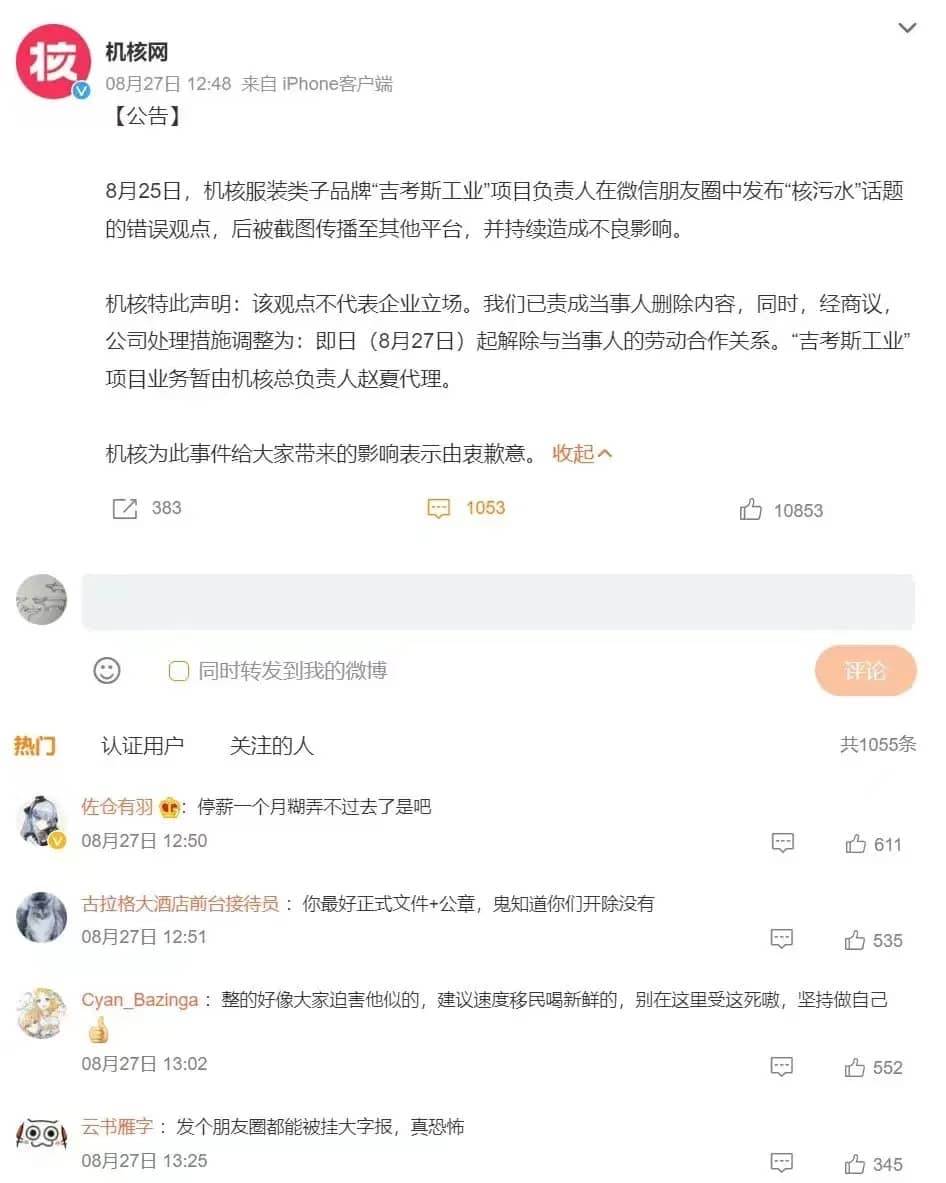 核
机核网
08月27日 12:48 来自 iPhone客户端
【公告】
8月25日，机核服装类子品牌“吉考斯工业”项目负责人在微信朋友圈中发布“核污水”话题
的错误观点，后被截图传播至其他平台，并持续造成不良影响。
机核特此声明：该观点不代表企业立场。我们已责成当事人删除内容，同时，经商议，
公司处理措施调整为：即日（8月27日）起解除与当事人的劳动合作关系。“吉考斯工业”
项目业务暂由机核总负责人赵夏代理。
机核为此事件给大家带来的影响表示由衷歉意。 收起
383
1053
10853
同时转发到我的微博
评论
热门
认证用户
关注的人
共1055条
佐仓有羽：停薪一个月糊弄不过去了是吧
08月27日 12:50
611
古拉格大酒店前台接待员：你最好正式文件+公章，鬼知道你们开除没有
08月27日 12:51
535
Cyan_Bazinga：整的好像大家迫害他似的，建议速度移民喝新鲜的，别在这里受这死嗷，坚持做自己
08月27日 13:02
552
云书雁字：发个朋友圈都能被挂大字报，真恐怖
08月27日 13:25
345